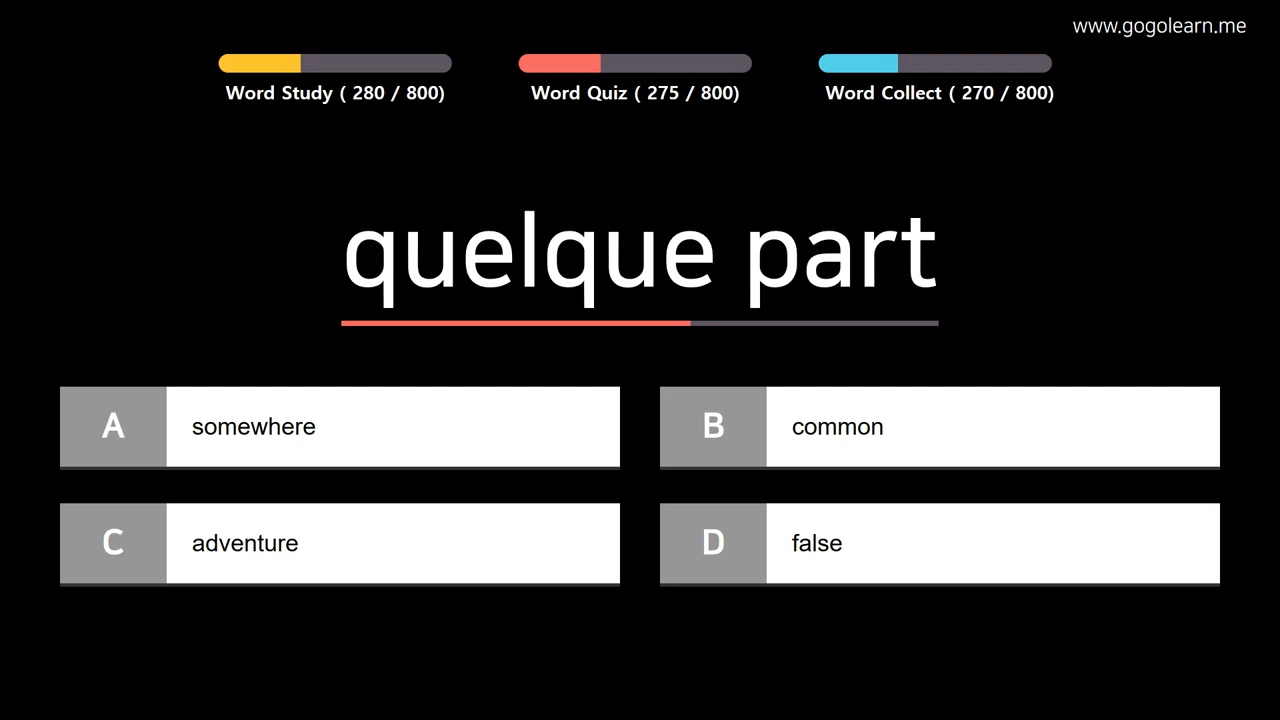 www.gogolearn.me
Word Study ( 280 / 800)
Word Quiz ( 275 / 800)
Word Collect ( 270 / 800)
quelque part
A somewhere
B common
C adventure
D false